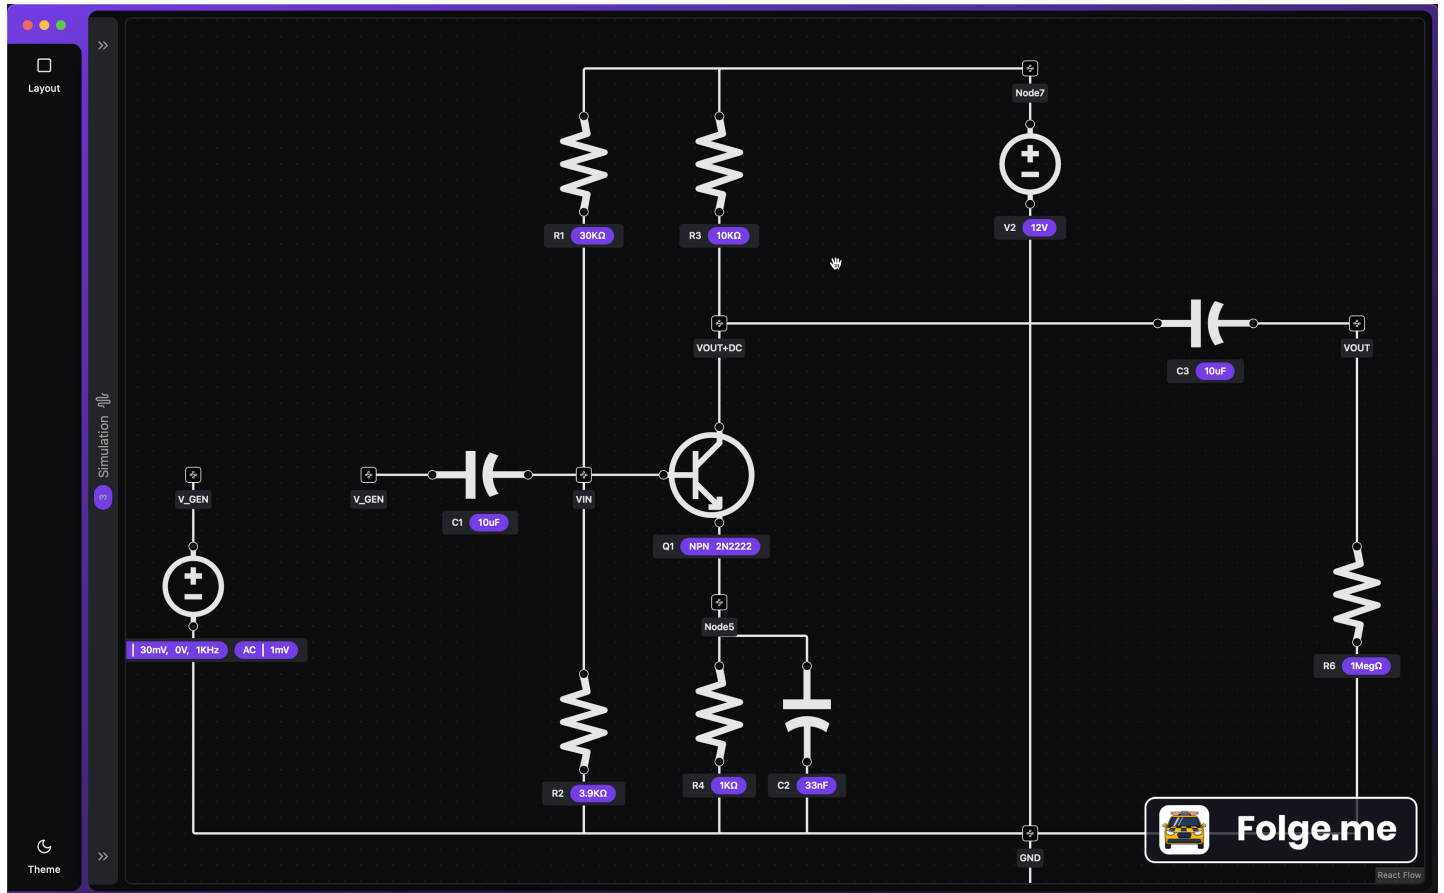 Layout
Node7
R1 30KΩ
R3 10KΩ
V2 12V
VOUT+DC
VOUT
C3 10uF
Simulation
3
V_GEN
V_GEN
VIN
C1 10uF
Q1 NPN 2N2222
Node5
| 30mV, 0V, 1KHz AC | 1mV
R6 1MegΩ
R2 3.9KΩ
R4 1KΩ
C2 33nF
Folge.me
GND
Theme
React Flow